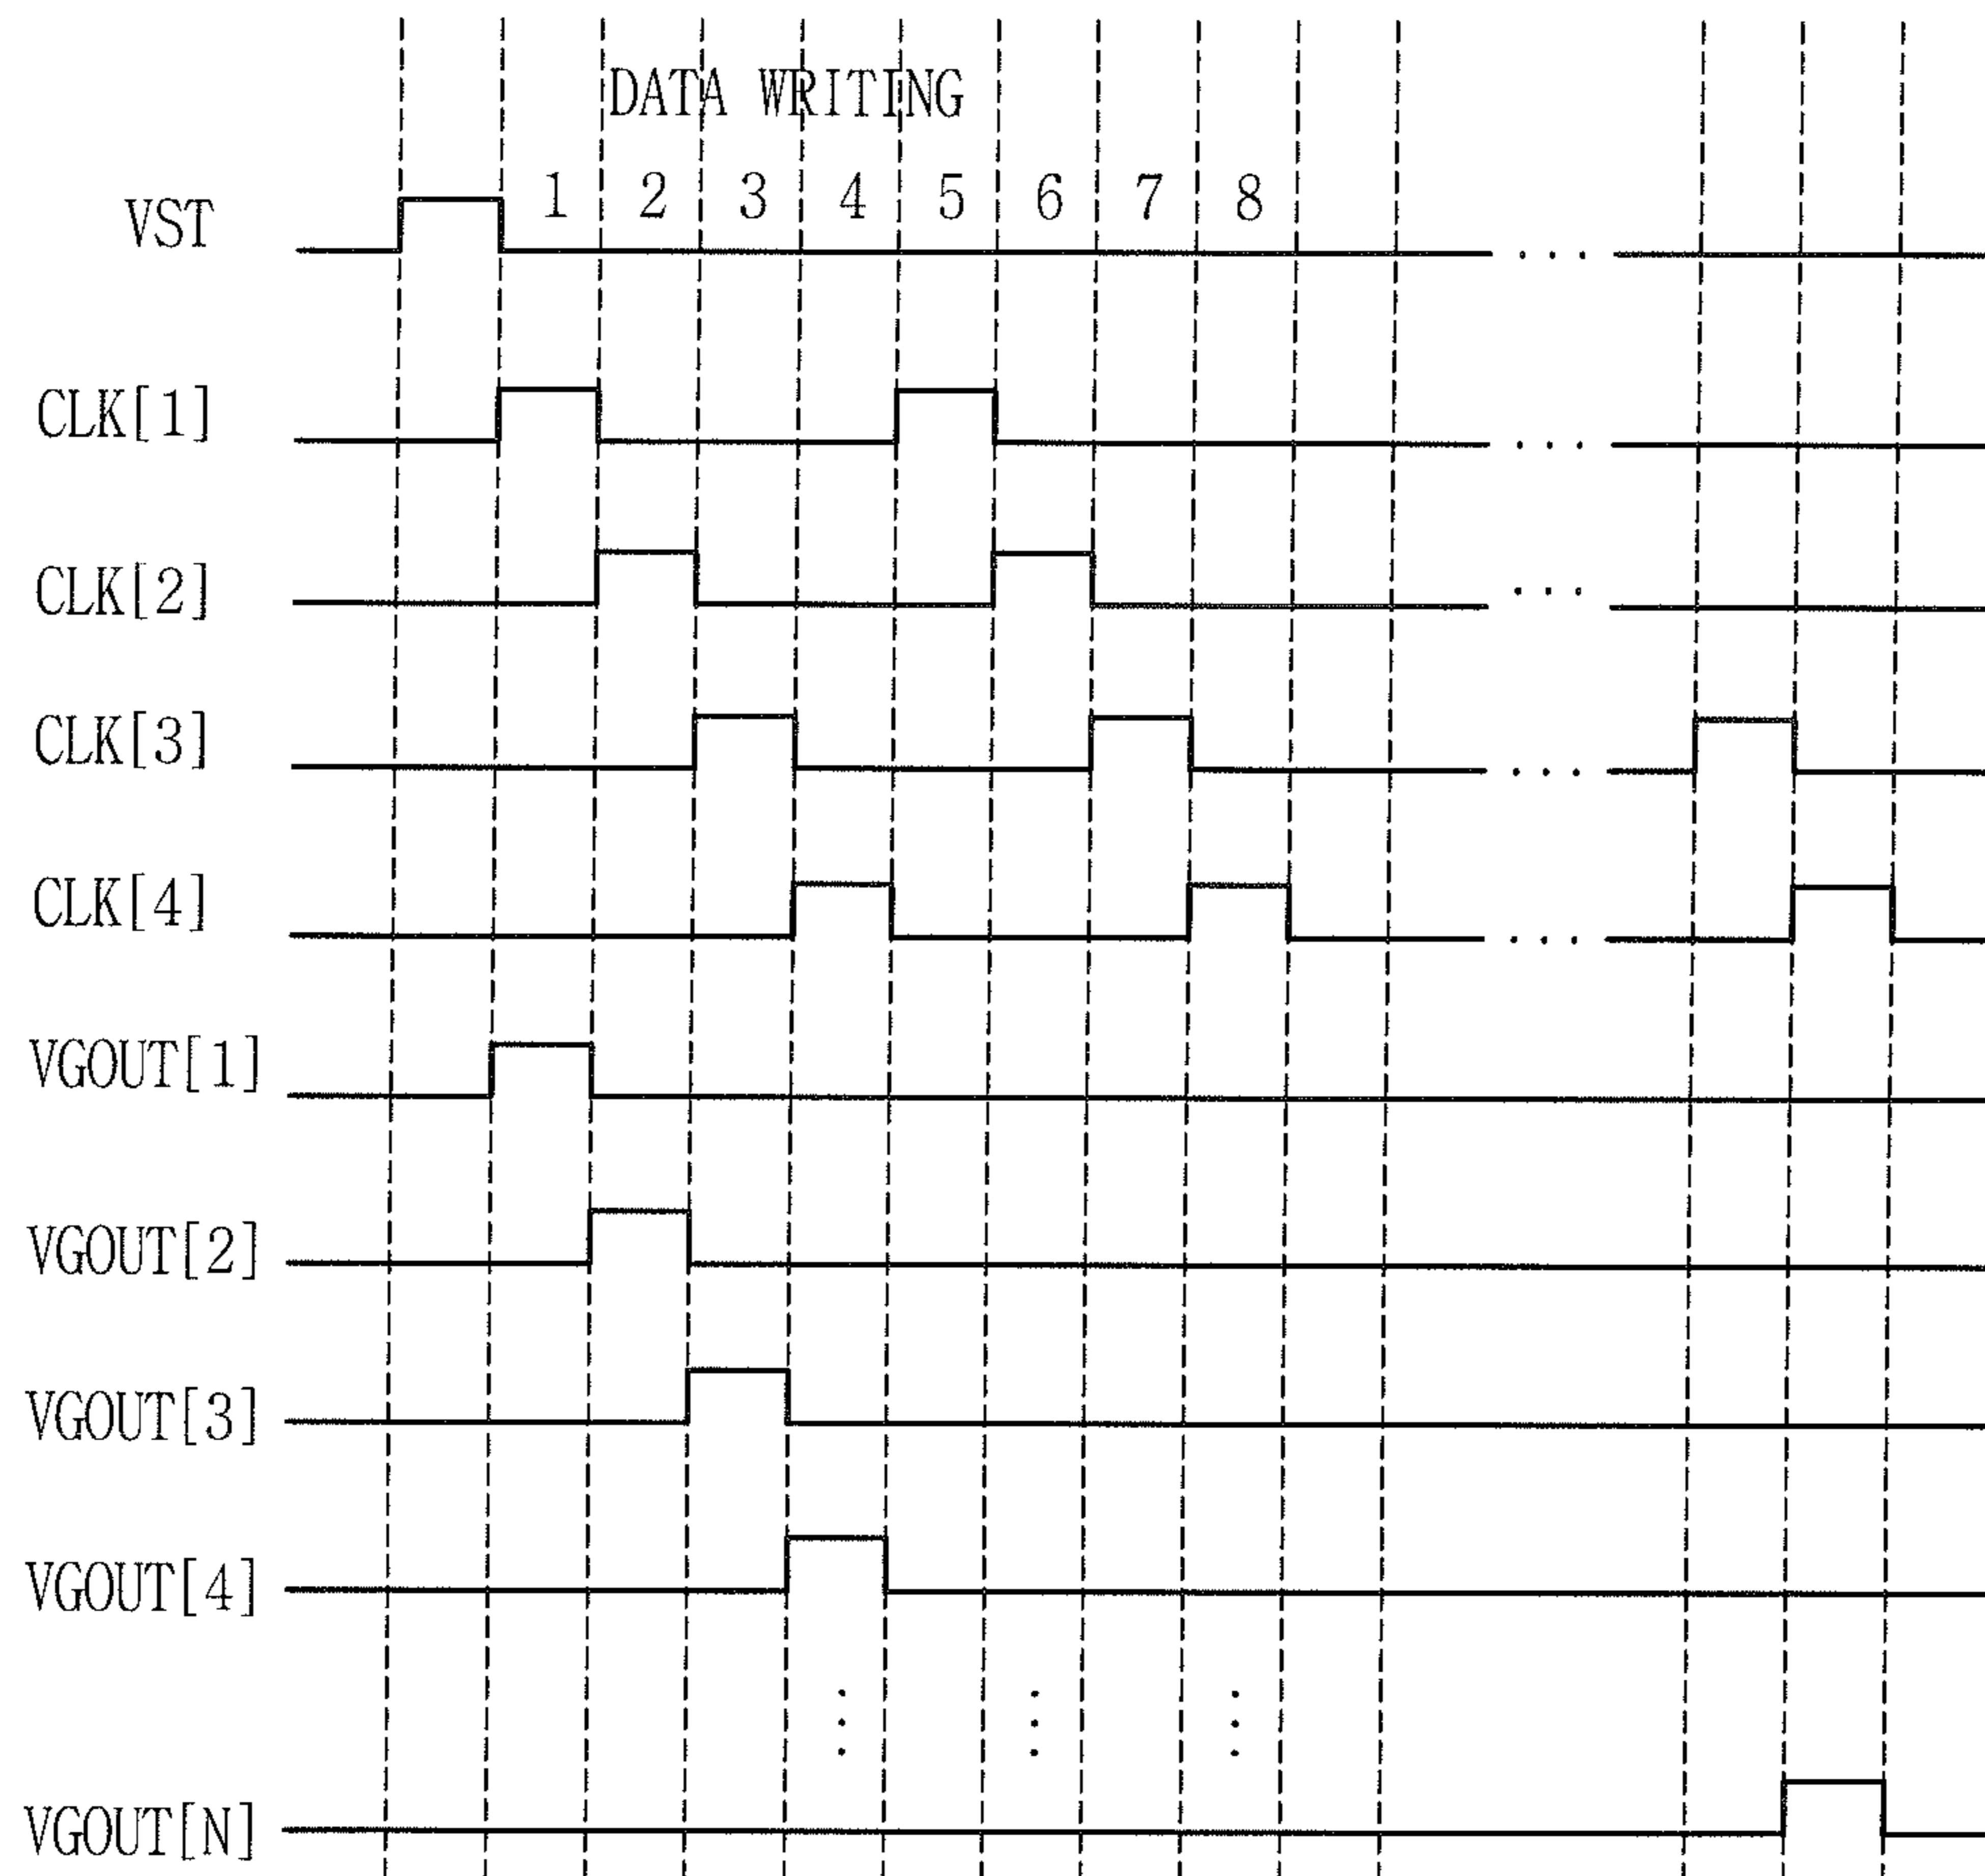 DATA WRITING
VST 1 2 3 4 5 6 7 8 ...
CLK[1] ...
CLK[2] ...
CLK[3] ...
CLK[4] ...
VGOUT[1]
VGOUT[2]
VGOUT[3]
VGOUT[4]
VGOUT[N]